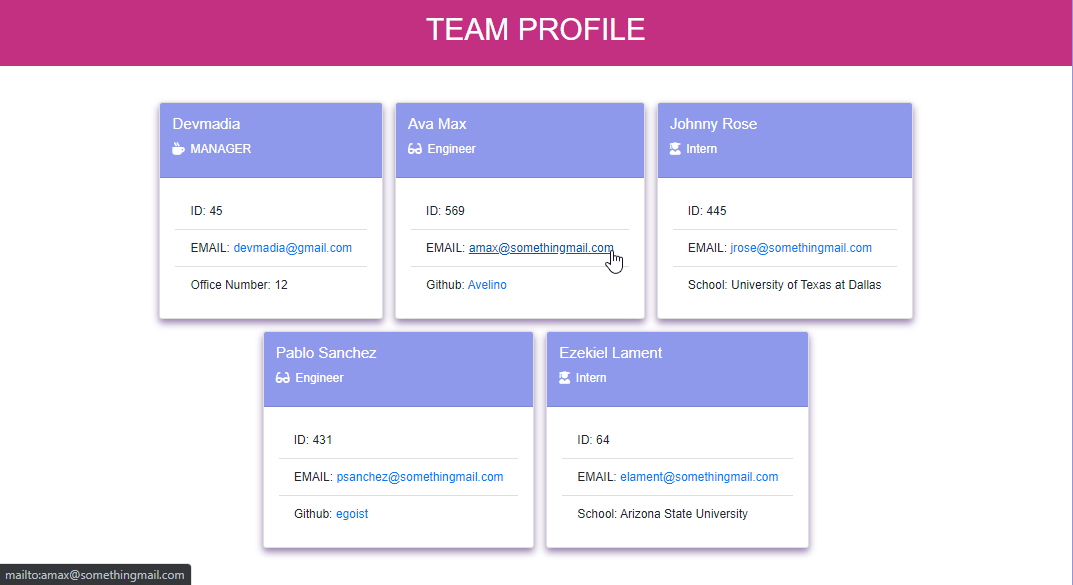 TEAM PROFILE
Devmadia
MANAGER
ID: 45
EMAIL: devmadia@gmail.com
Office Number: 12
Ava Max
Engineer
ID: 569
EMAIL: amax@somethingmail.com
Github: Avelino
Johnny Rose
Intern
ID: 445
EMAIL: jrose@somethingmail.com
School: University of Texas at Dallas
Pablo Sanchez
Engineer
ID: 431
EMAIL: psanchez@somethingmail.com
Github: egoist
Ezekiel Lament
Intern
ID: 64
EMAIL: elament@somethingmail.com
School: Arizona State University
mailto:amax@somethingmail.com